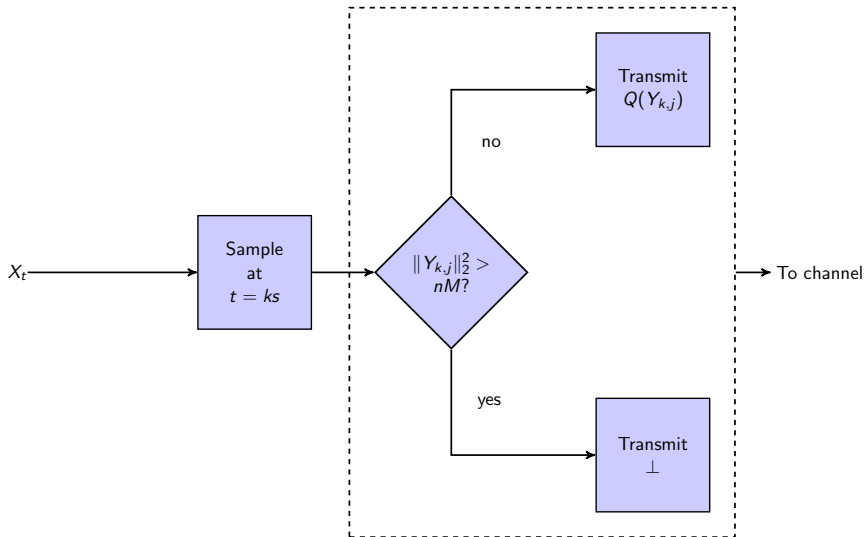 Transmit
Q(Y_{k,j})
no
X_t
Sample
at
t = ks
‖Y_{k,j}‖_2^2 >
nM?
To channel
yes
Transmit
⊥